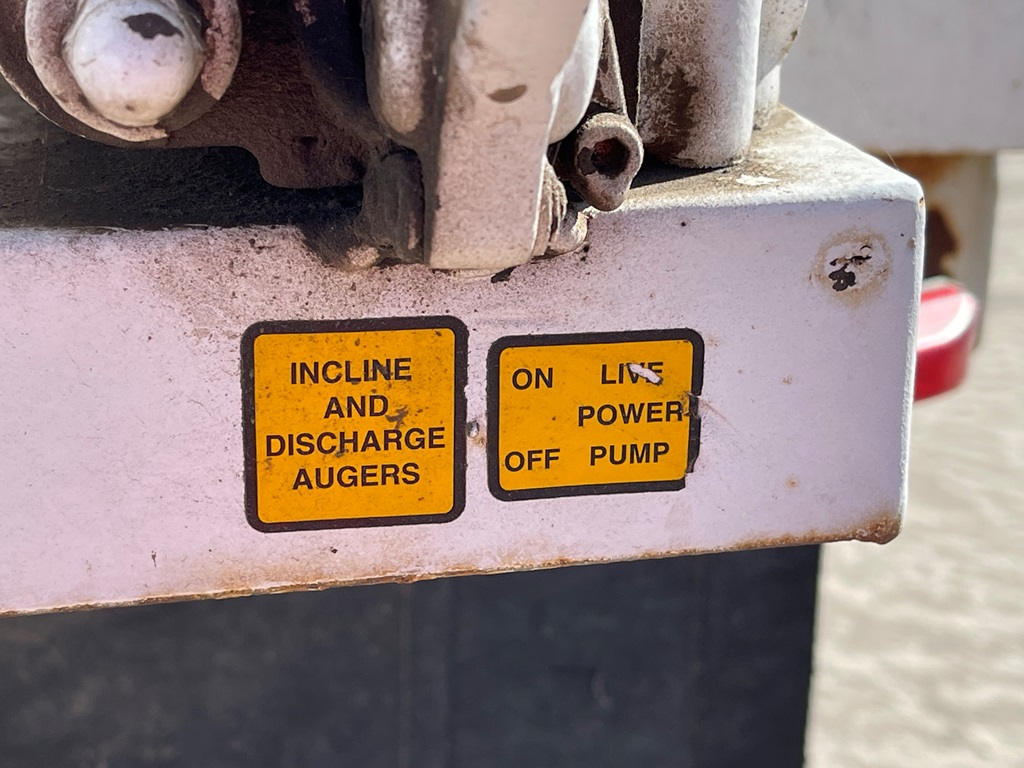 INCLINE
AND
DISCHARGE
AUGERS
ON LIVE
POWER
OFF PUMP